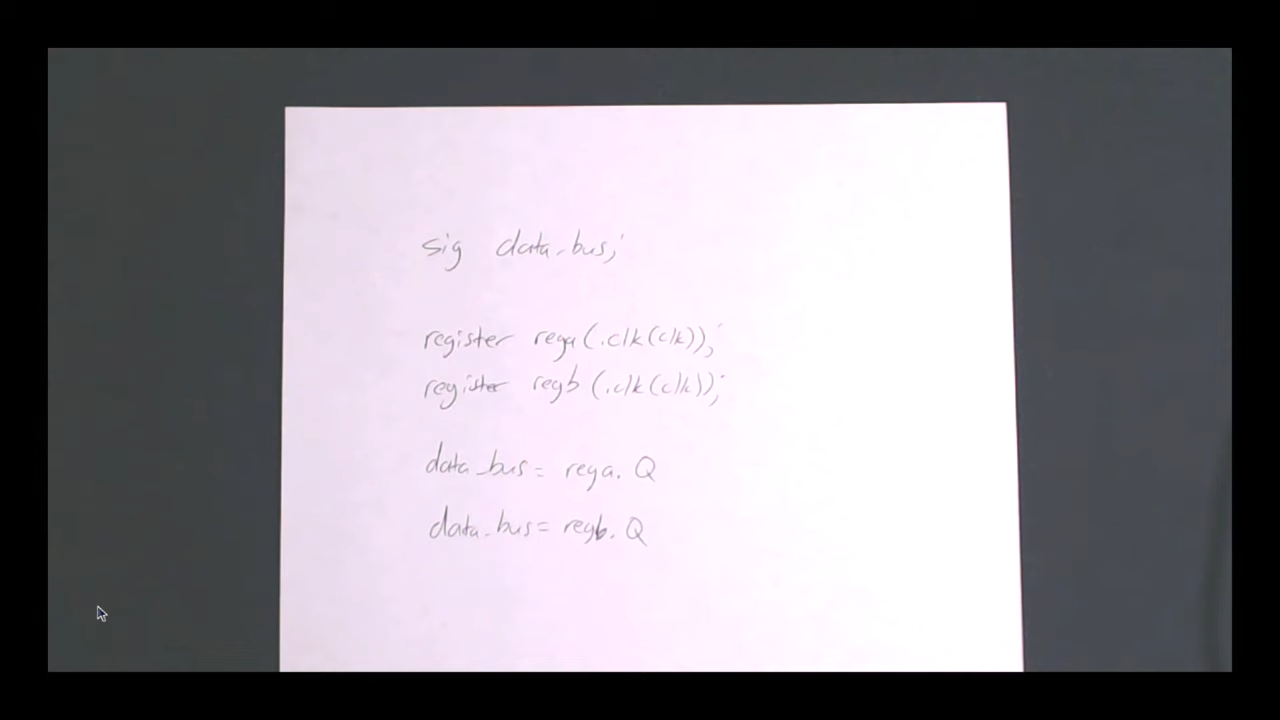 sig data_bus;
register rega (.clk(clk));
register regb (.clk(clk));
data_bus = rega.Q
data_bus = regb.Q